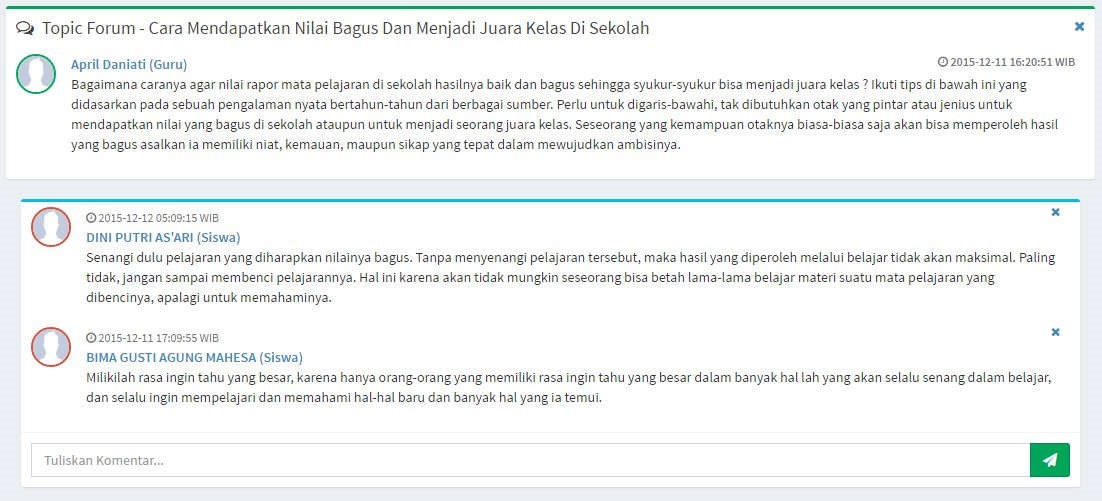 Topic Forum - Cara Mendapatkan Nilai Bagus Dan Menjadi Juara Kelas Di Sekolah
April Daniati (Guru)
2015-12-11 16:20:51 WIB
Bagaimana caranya agar nilai rapor mata pelajaran di sekolah hasilnya baik dan bagus sehingga syukur-syukur bisa menjadi juara kelas ? Ikuti tips di bawah ini yang
didasarkan pada sebuah pengalaman nyata bertahun-tahun dari berbagai sumber. Perlu untuk digaris-bawahi, tak dibutuhkan otak yang pintar atau jenius untuk
mendapatkan nilai yang bagus di sekolah ataupun untuk menjadi seorang juara kelas. Seseorang yang kemampuan otaknya biasa-biasa saja akan bisa memperoleh hasil
yang bagus asalkan ia memiliki niat, kemauan, maupun sikap yang tepat dalam mewujudkan ambisinya.
2015-12-12 05:09:15 WIB
DINI PUTRI AS'ARI (Siswa)
Senangi dulu pelajaran yang diharapkan nilainya bagus. Tanpa menyenangi pelajaran tersebut, maka hasil yang diperoleh melalui belajar tidak akan maksimal. Paling
tidak, jangan sampai membenci pelajarannya. Hal ini karena akan tidak mungkin seseorang bisa betah lama-lama belajar materi suatu mata pelajaran yang
dibencinya, apalagi untuk memahaminya.
2015-12-11 17:09:55 WIB
BIMA GUSTI AGUNG MAHESA (Siswa)
Milikilah rasa ingin tahu yang besar, karena hanya orang-orang yang memiliki rasa ingin tahu yang besar dalam banyak hal lah yang akan selalu senang dalam belajar,
dan selalu ingin mempelajari dan memahami hal-hal baru dan banyak hal yang ia temui.
Tuliskan Komentar...